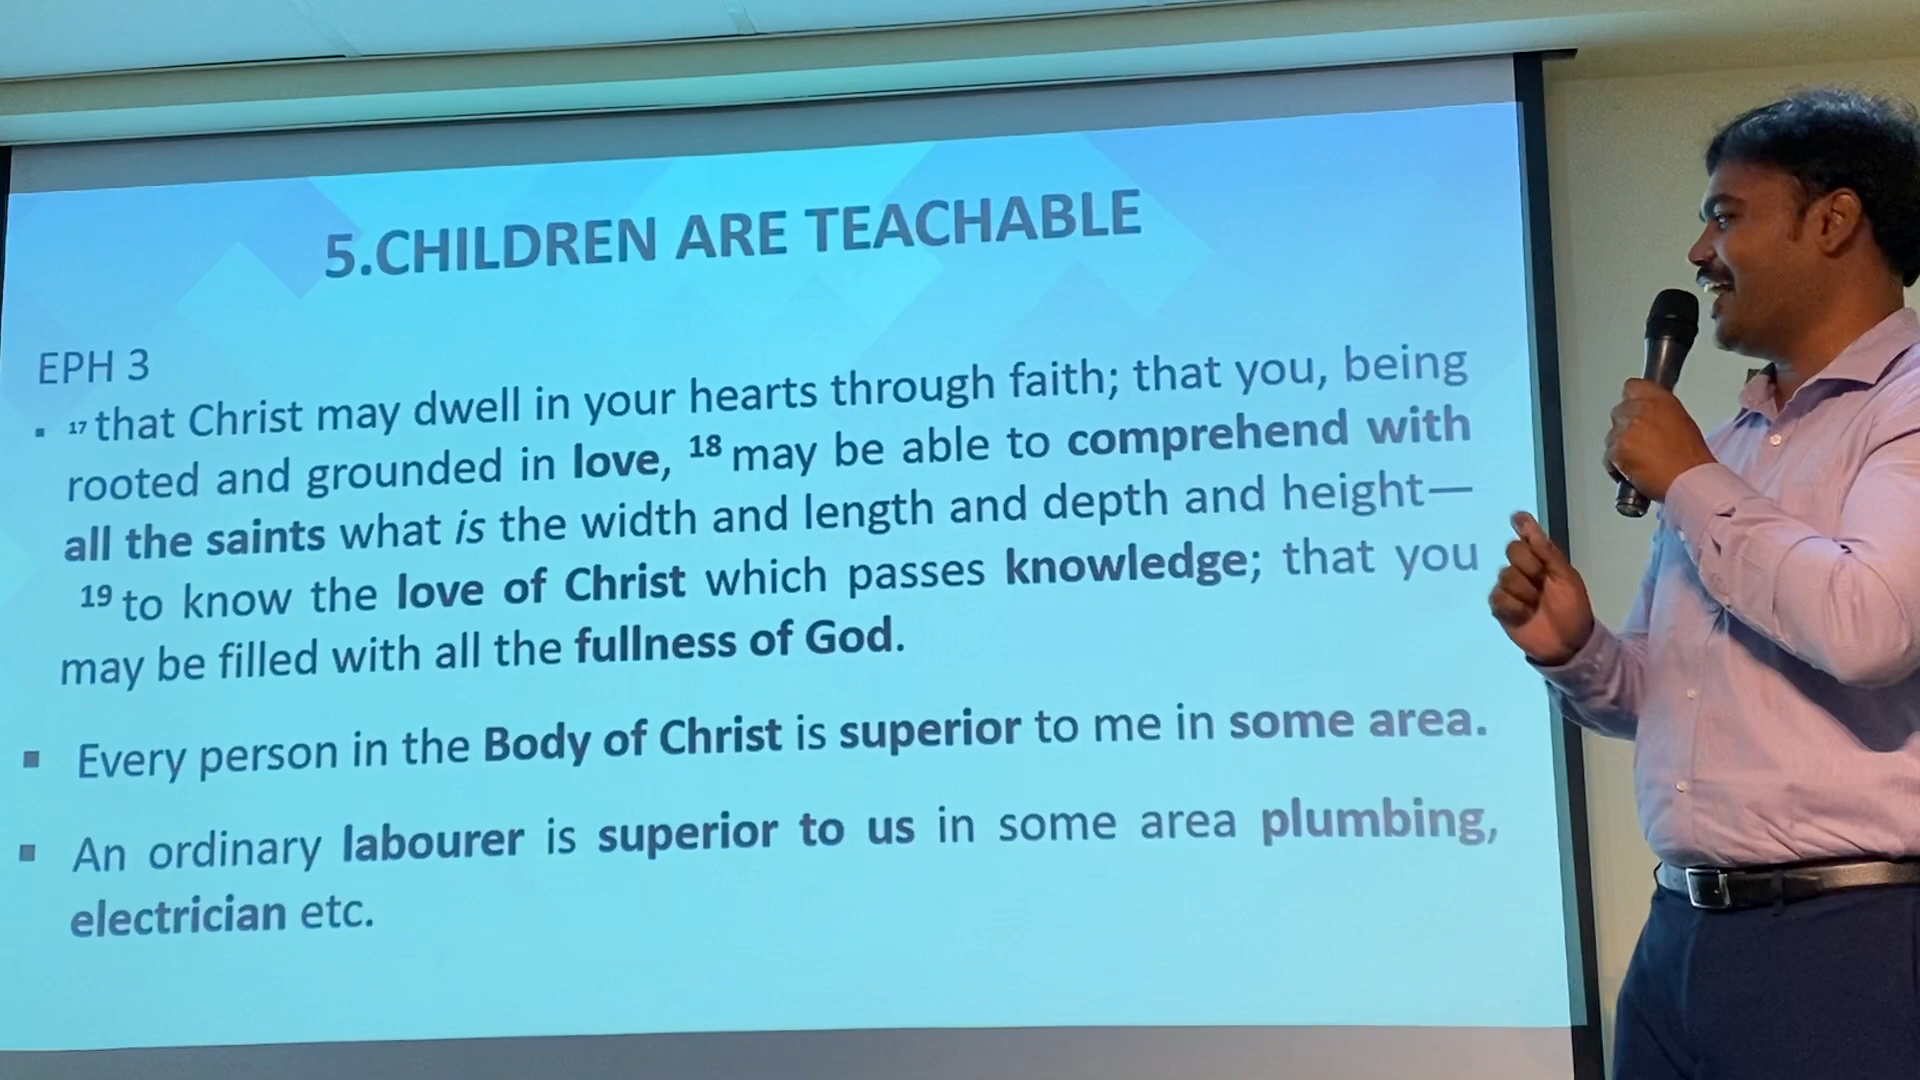 5.CHILDREN ARE TEACHABLE
EPH 3
▪ 17 that Christ may dwell in your hearts through faith; that you, being
rooted and grounded in love, 18 may be able to comprehend with
all the saints what is the width and length and depth and height—
19 to know the love of Christ which passes knowledge; that you
may be filled with all the fullness of God.
▪ Every person in the Body of Christ is superior to me in some area.
▪ An ordinary labourer is superior to us in some area plumbing,
electrician etc.